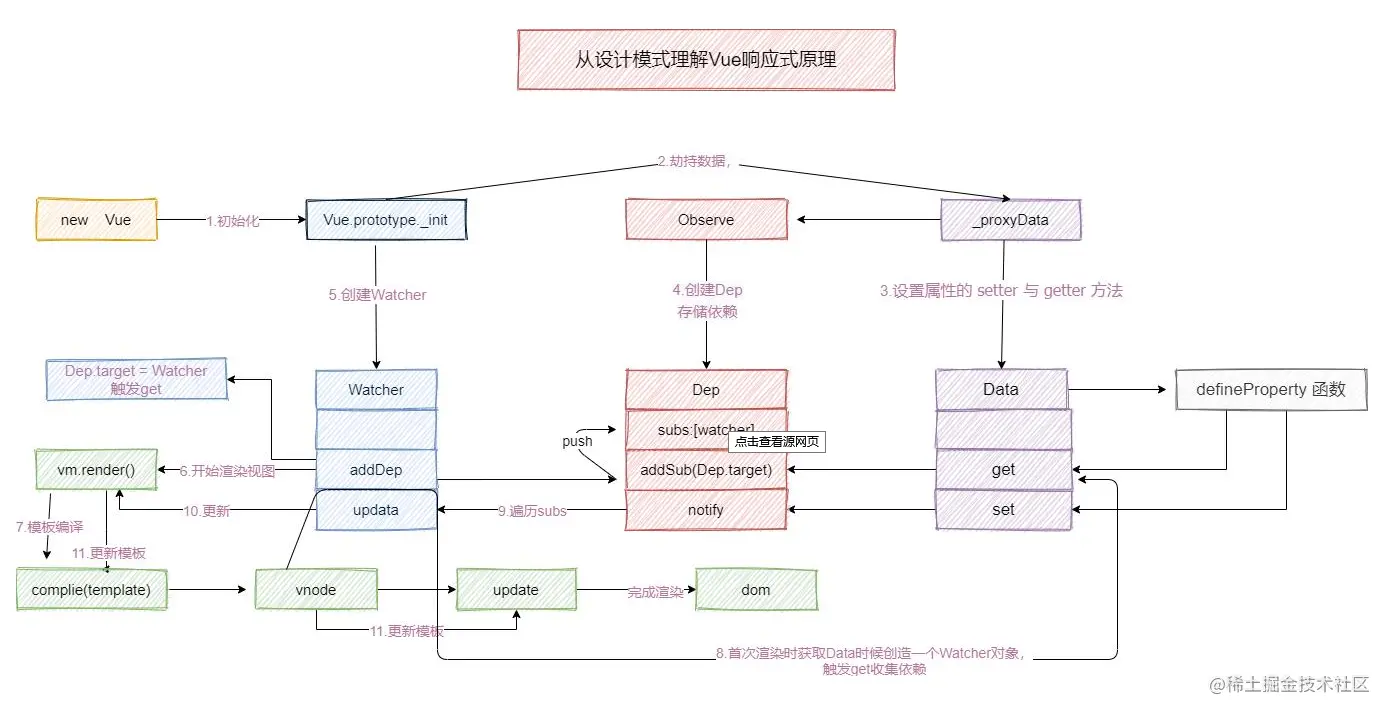 从设计模式理解Vue响应式原理
2.劫持数据，
new Vue
1.初始化
Vue.prototype._init
Observe
_proxyData
5.创建Watcher
4.创建Dep
存储依赖
3.设置属性的 setter 与 getter 方法
Dep.target = Watcher
触发get
Watcher
Dep
Data
defineProperty 函数
push
subs:[watcher]
点击查看源网页
vm.render()
6.开始渲染视图
addDep
addSub(Dep.target)
get
10.更新
updata
9.遍历subs
notify
set
7.模板编译
11.更新模板
complie(template)
vnode
update
完成渲染
dom
11.更新模板
8.首次渲染时获取Data时候创造一个Watcher对象，
触发get收集依赖
@稀土掘金技术社区